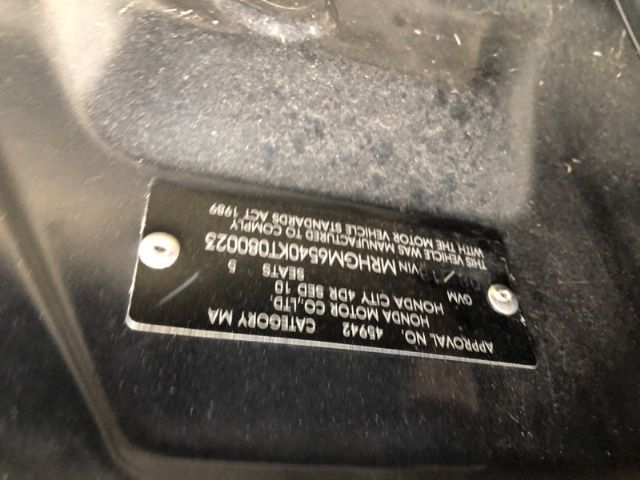 APPROVAL NO. 45942 CATEGORY MA
HONDA MOTOR CO.,LTD.
HONDA CITY 4DR SED 10
GVM SEATS 5
VIN MRHGM6540KT080023
THIS VEHICLE WAS MANUFACTURED TO COMPLY
WITH THE MOTOR VEHICLE STANDARDS ACT 1989